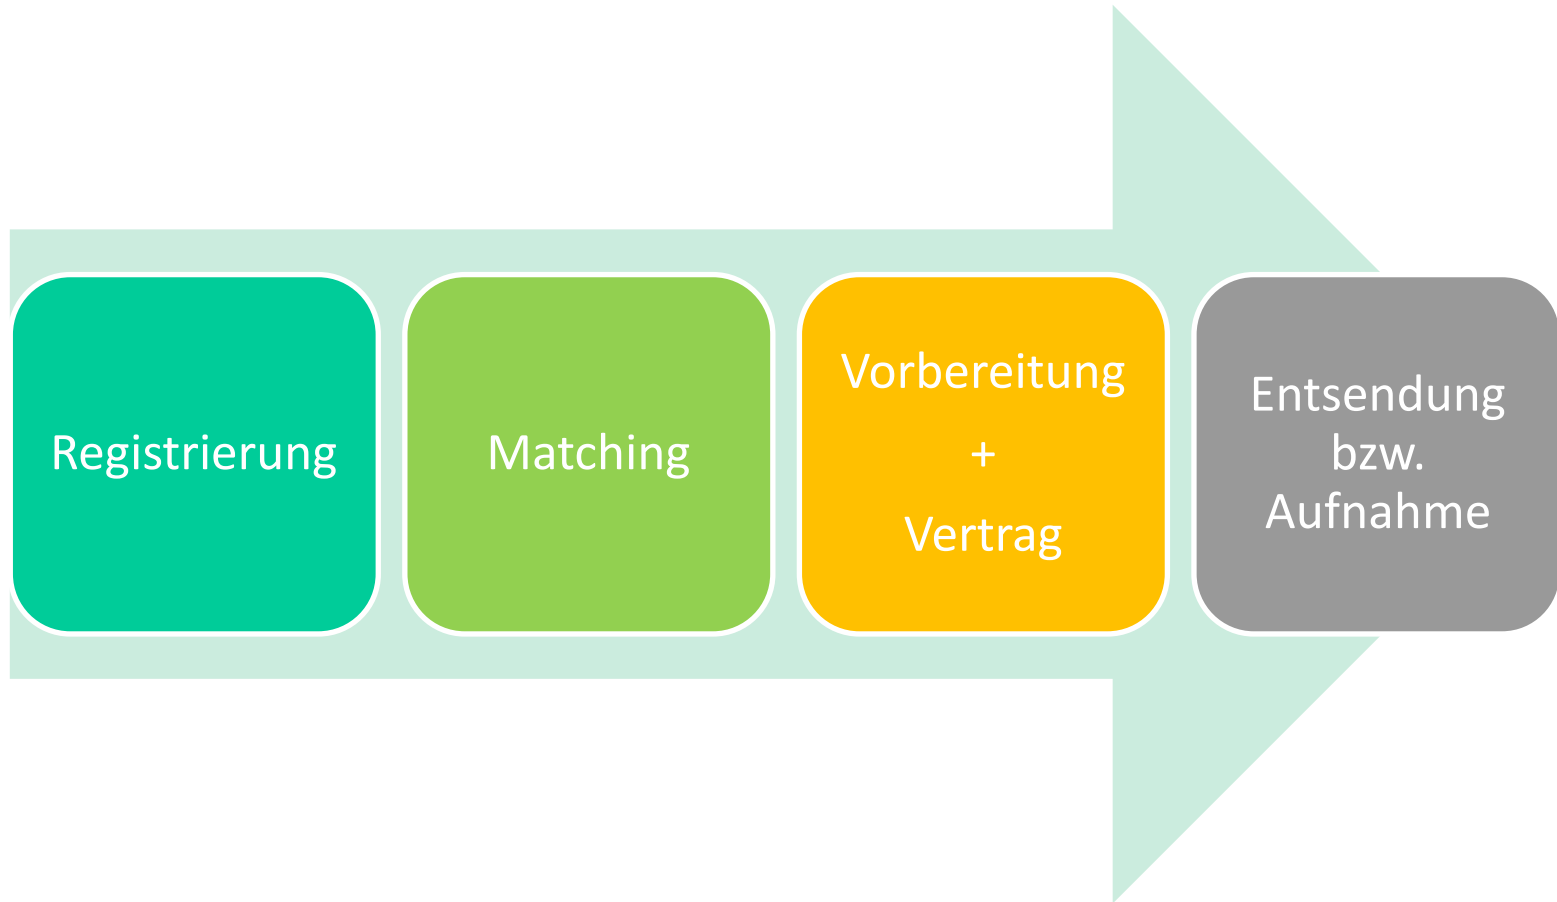 Registrierung
Matching
Vorbereitung
+
Vertrag
Entsendung
bzw.
Aufnahme